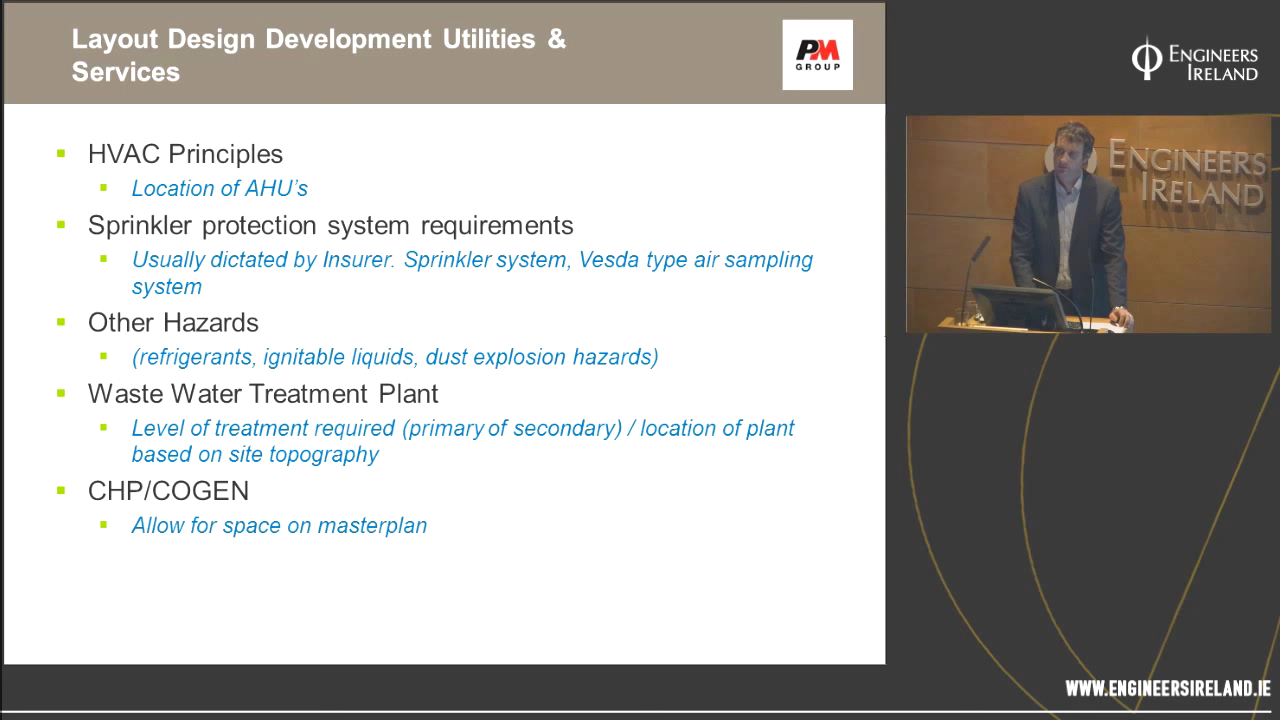 Layout Design Development Utilities &
Services
PM
GROUP
ENGINEERS
IRELAND
HVAC Principles
Location of AHU's
Sprinkler protection system requirements
Usually dictated by Insurer. Sprinkler system, Vesda type air sampling
system
Other Hazards
(refrigerants, ignitable liquids, dust explosion hazards)
Waste Water Treatment Plant
Level of treatment required (primary of secondary) / location of plant
based on site topography
CHP/COGEN
Allow for space on masterplan
ENGINEERS
IRELAND
WWW.ENGINEERSIRELAND.IE